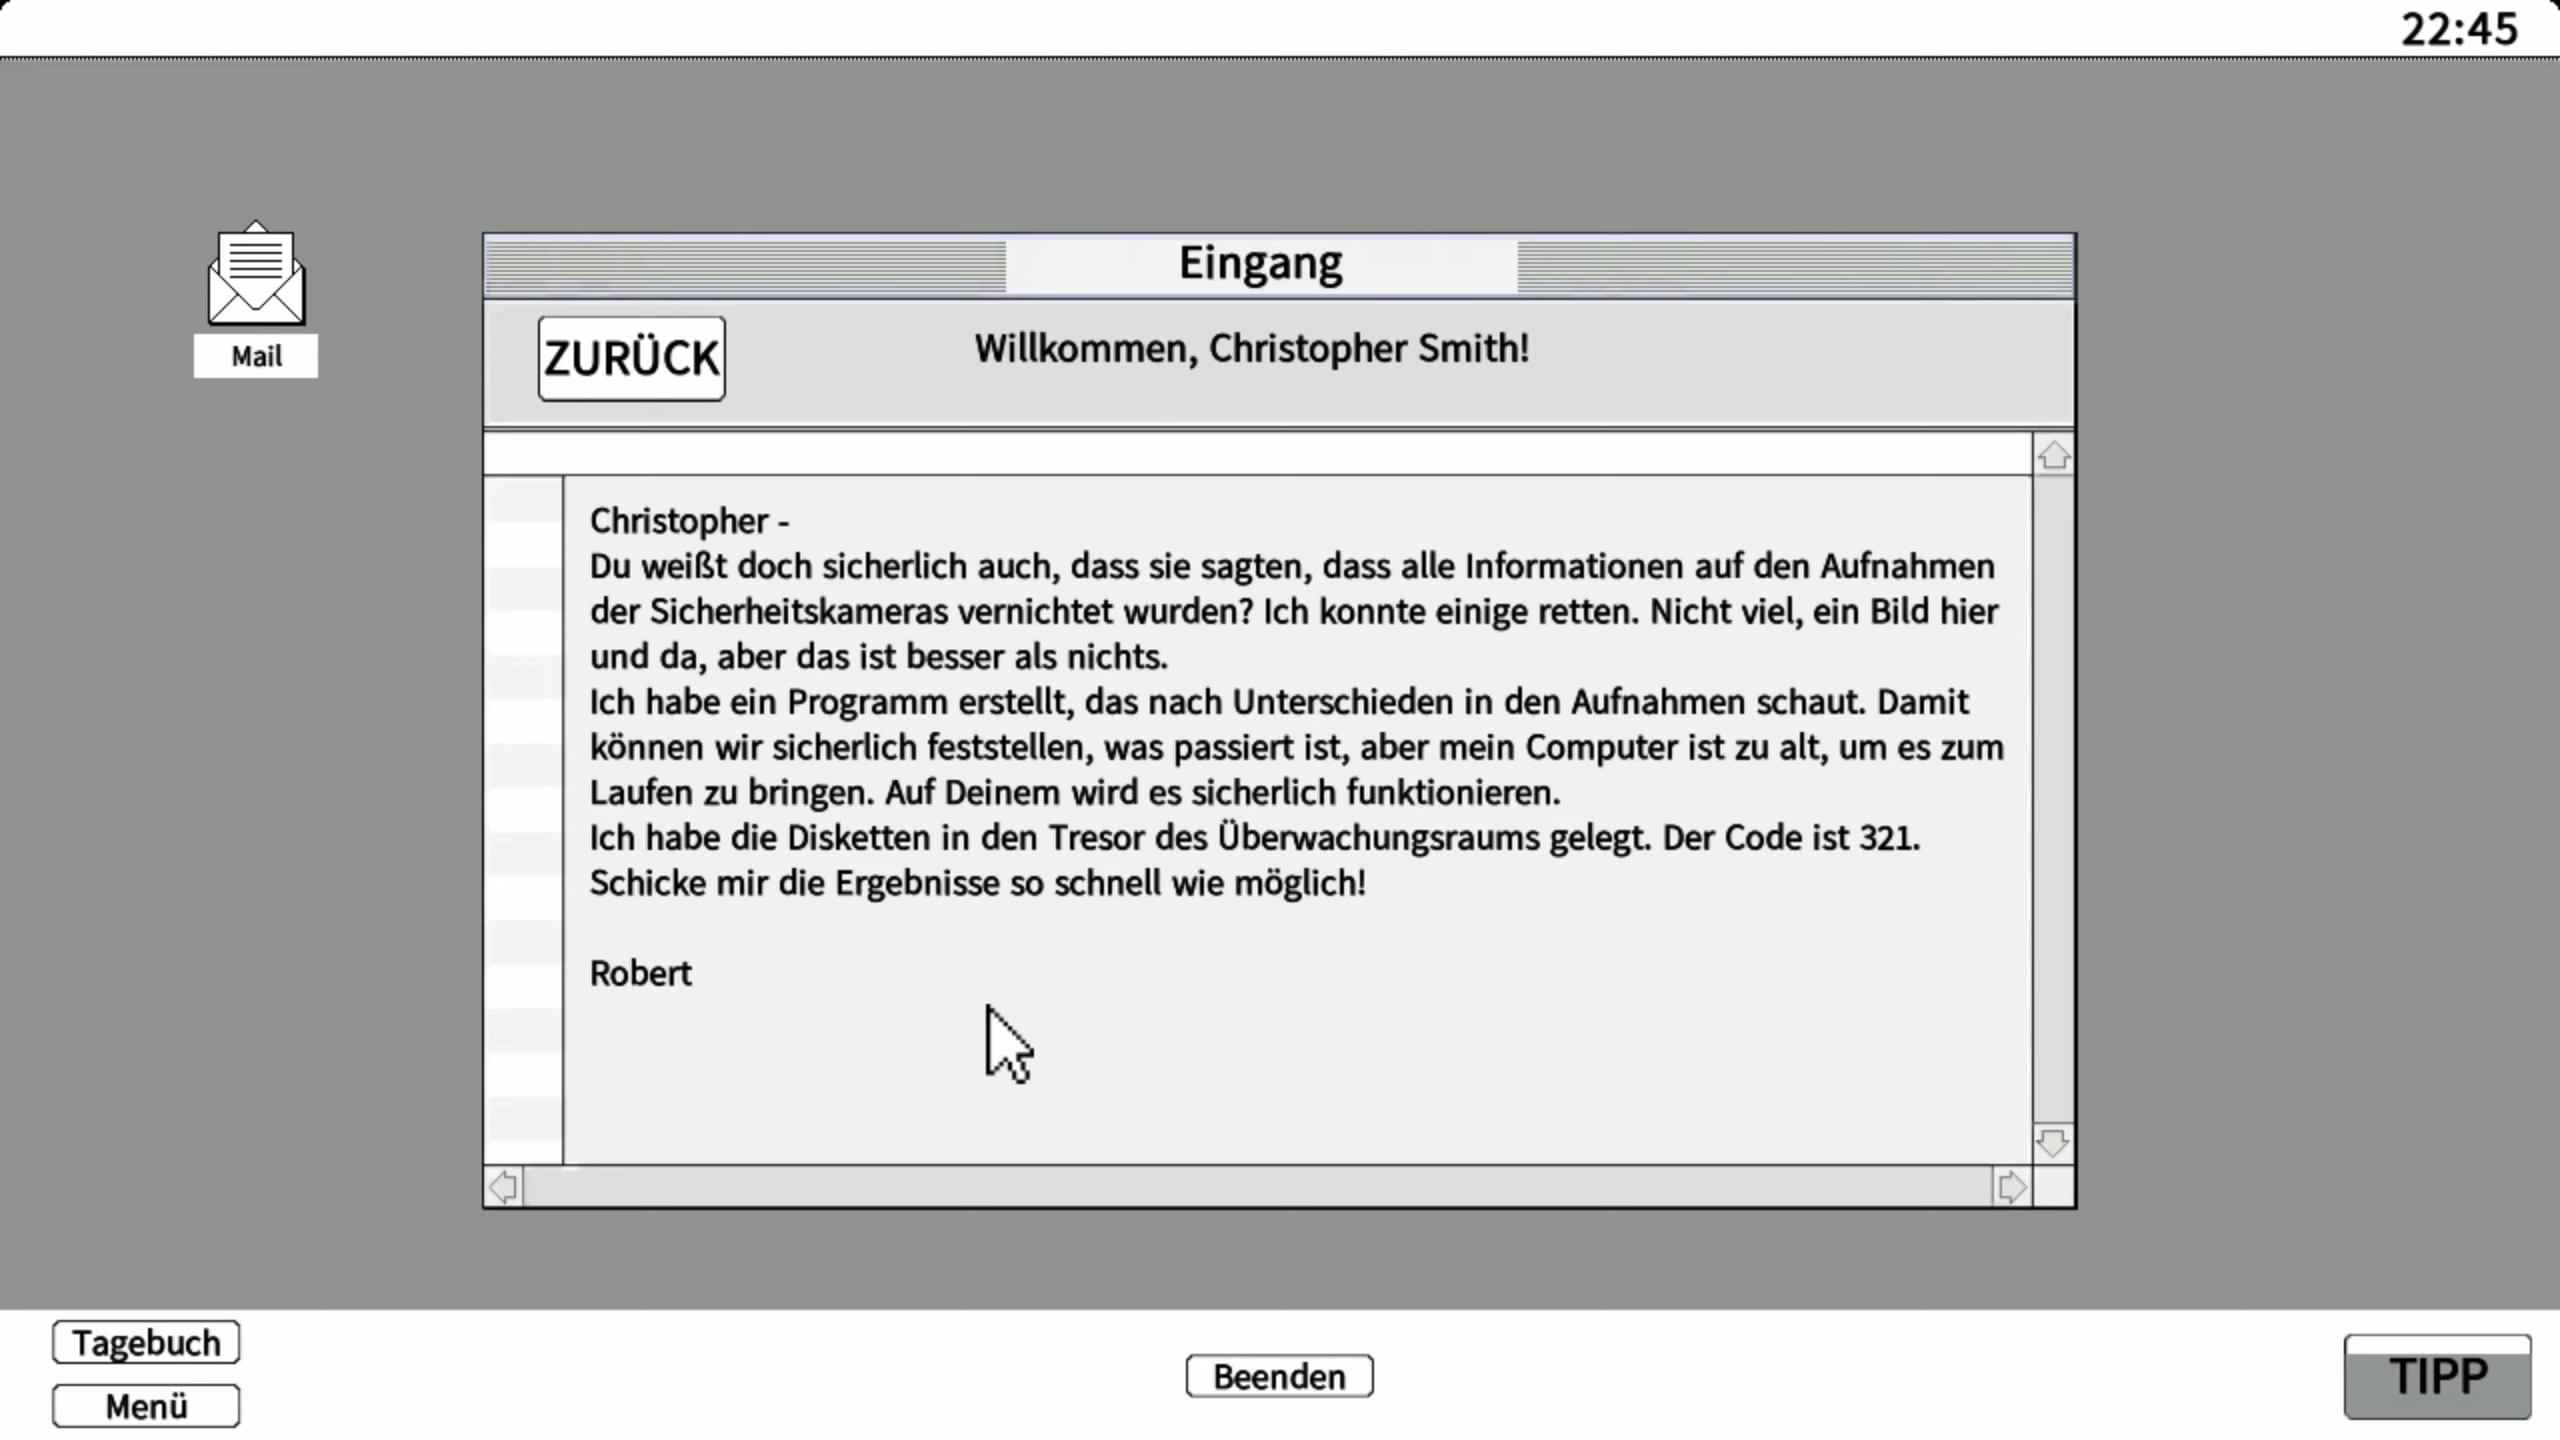 22:45
Mail
Eingang
ZURÜCK
Willkommen, Christopher Smith!
Christopher -
Du weißt doch sicherlich auch, dass sie sagten, dass alle Informationen auf den Aufnahmen
der Sicherheitskameras vernichtet wurden? Ich konnte einige retten. Nicht viel, ein Bild hier
und da, aber das ist besser als nichts.
Ich habe ein Programm erstellt, das nach Unterschieden in den Aufnahmen schaut. Damit
können wir sicherlich feststellen, was passiert ist, aber mein Computer ist zu alt, um es zum
Laufen zu bringen. Auf Deinem wird es sicherlich funktionieren.
Ich habe die Disketten in den Tresor des Überwachungsraums gelegt. Der Code ist 321.
Schicke mir die Ergebnisse so schnell wie möglich!
Robert
Tagebuch
Menü
Beenden
TIPP